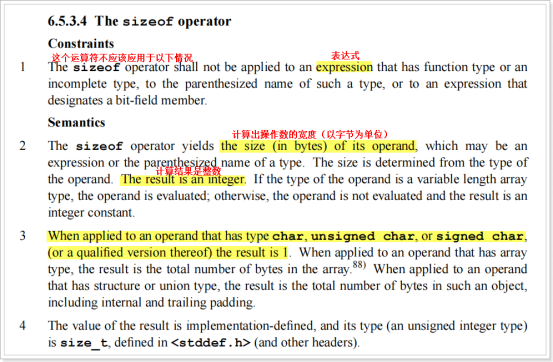 6.5.3.4 The sizeof operator
Constraints
这个运算符不应该应用于以下情况
表达式
1 The sizeof operator shall not be applied to an expression that has function type or an
incomplete type, to the parenthesized name of such a type, or to an expression that
designates a bit-field member.
Semantics
计算出操作数的宽度（以字节为单位）
2 The sizeof operator yields the size (in bytes) of its operand, which may be an
expression or the parenthesized name of a type. The size is determined from the type of
计算结果是整数
the operand. The result is an integer. If the type of the operand is a variable length array
type, the operand is evaluated; otherwise, the operand is not evaluated and the result is an
integer constant.
3 When applied to an operand that has type char, unsigned char, or signed char,
(or a qualified version thereof) the result is 1. When applied to an operand that has array
type, the result is the total number of bytes in the array.88) When applied to an operand
that has structure or union type, the result is the total number of bytes in such an object,
including internal and trailing padding.
4 The value of the result is implementation-defined, and its type (an unsigned integer type)
is size_t, defined in <stddef.h> (and other headers).